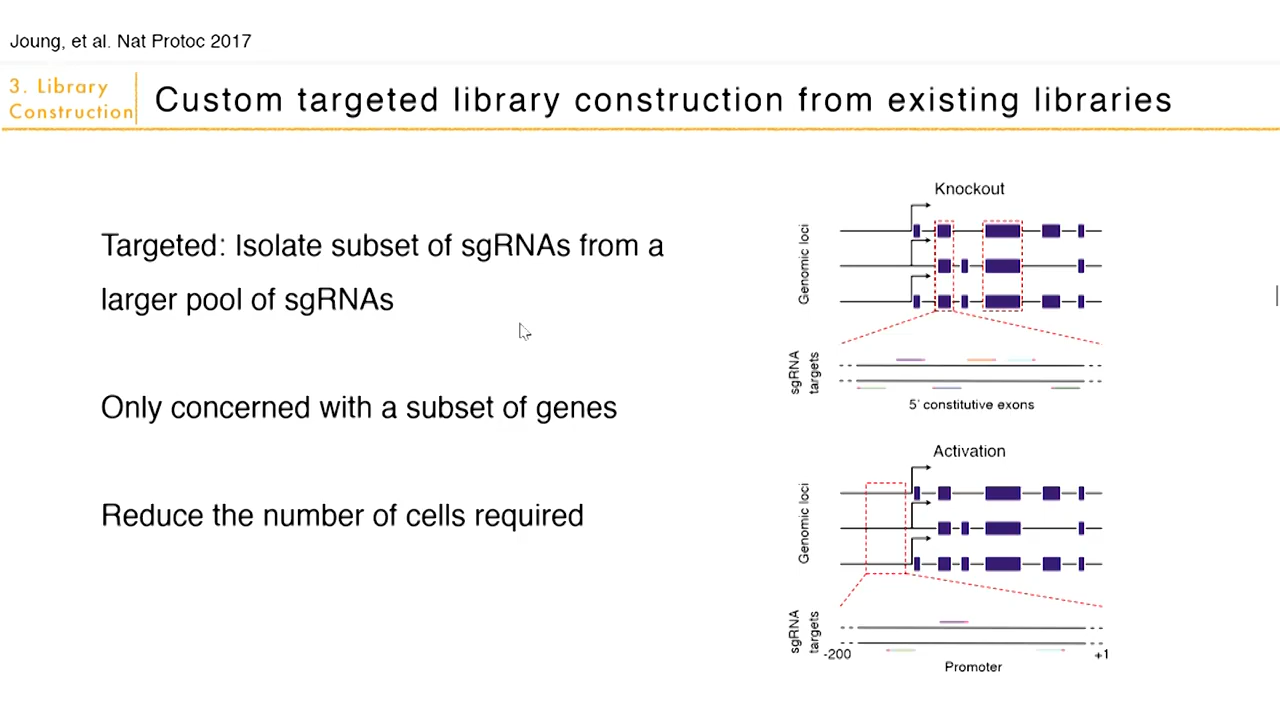 Joung, et al. Nat Protoc 2017
3. Library
Construction
Custom targeted library construction from existing libraries
Targeted: Isolate subset of sgRNAs from a
larger pool of sgRNAs
Only concerned with a subset of genes
Reduce the number of cells required
Knockout
Genomic loci
sgRNA
targets
5' constitutive exons
Activation
Genomic loci
sgRNA
targets
-200
+1
Promoter